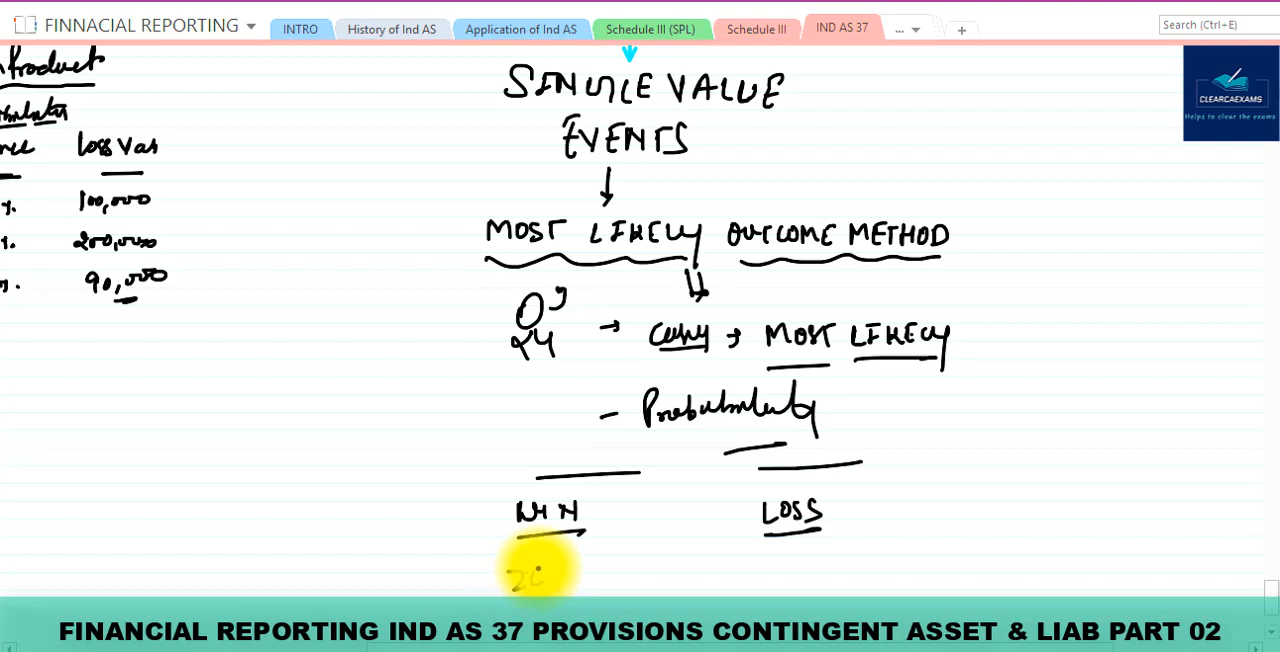 FINNACIAL REPORTING
INTRO
History of Ind AS
Application of Ind AS
Schedule III (SPL)
Schedule III
IND AS 37
...
Search (Ctrl+E)
CLEARCAEXAMS
Helps to clear the exams
Loss Val
100,000
200,000
90,000
SINGLE VALUE
EVENTS
MOST LIKELY OUTCOME METHOD
MOST LIKELY
- Probability
WIN LOSS
FINANCIAL REPORTING IND AS 37 PROVISIONS CONTINGENT ASSET & LIAB PART 02